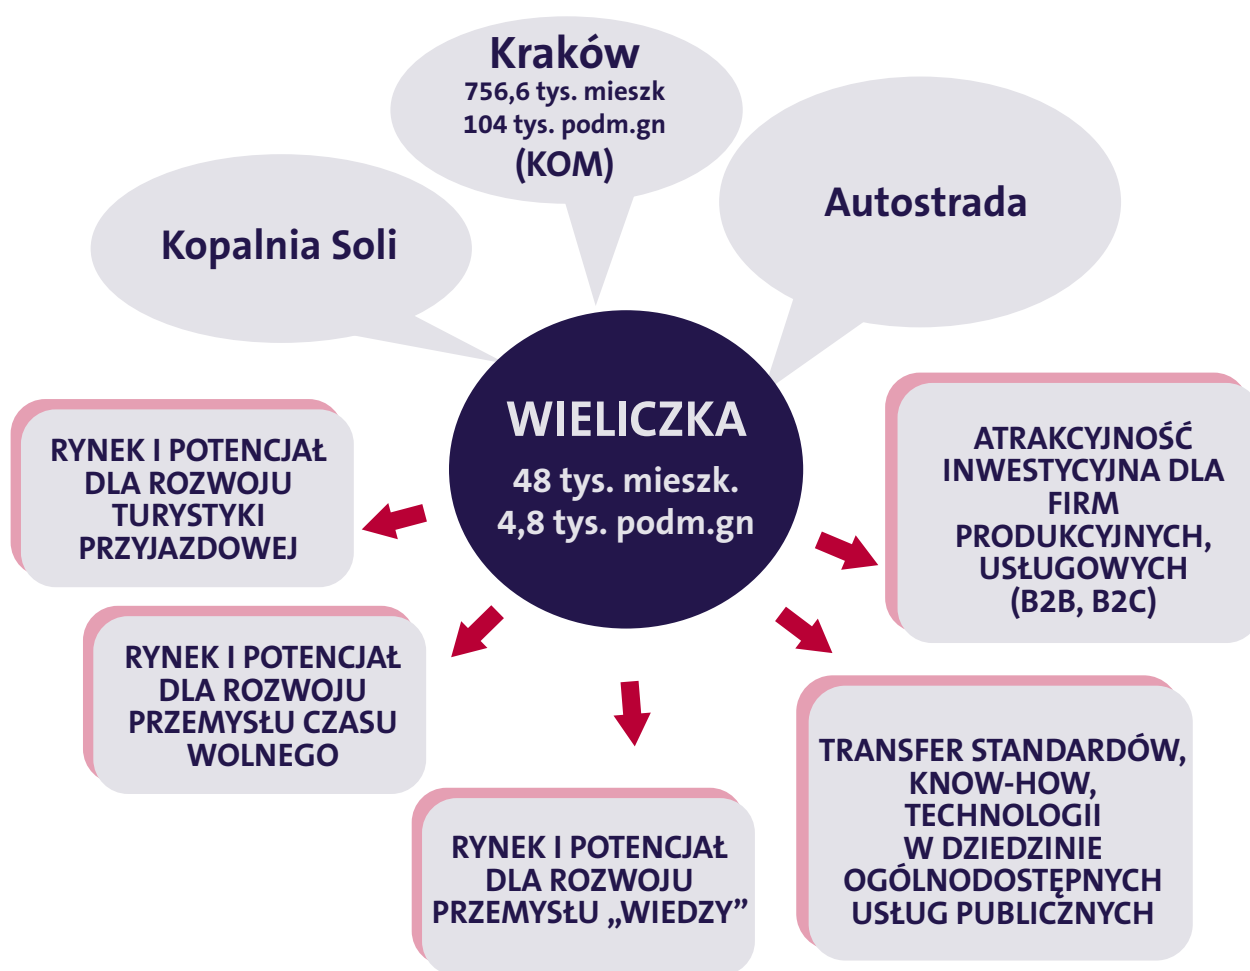 Kraków
756,6 tys. mieszk
104 tys. podm.gn
(KOM)
Kopalnia Soli
Autostrada
WIELICZKA
48 tys. mieszk.
4,8 tys. podm.gn
RYNEK I POTENCJAŁ
DLA ROZWOJU
TURYSTYKI
PRZYJAZDOWEJ
RYNEK I POTENCJAŁ
DLA ROZWOJU
PRZEMYSŁU CZASU
WOLNEGO
RYNEK I POTENCJAŁ
DLA ROZWOJU
PRZEMYSŁU „WIEDZY”
TRANSFER STANDARDÓW,
KNOW-HOW,
TECHNOLOGII
W DZIEDZINIE
OGÓLNODOSTĘPNYCH
USŁUG PUBLICZNYCH
ATRAKCYJNOŚĆ
INWESTYCYJNA DLA
FIRM
PRODUKCYJNYCH,
USŁUGOWYCH
(B2B, B2C)